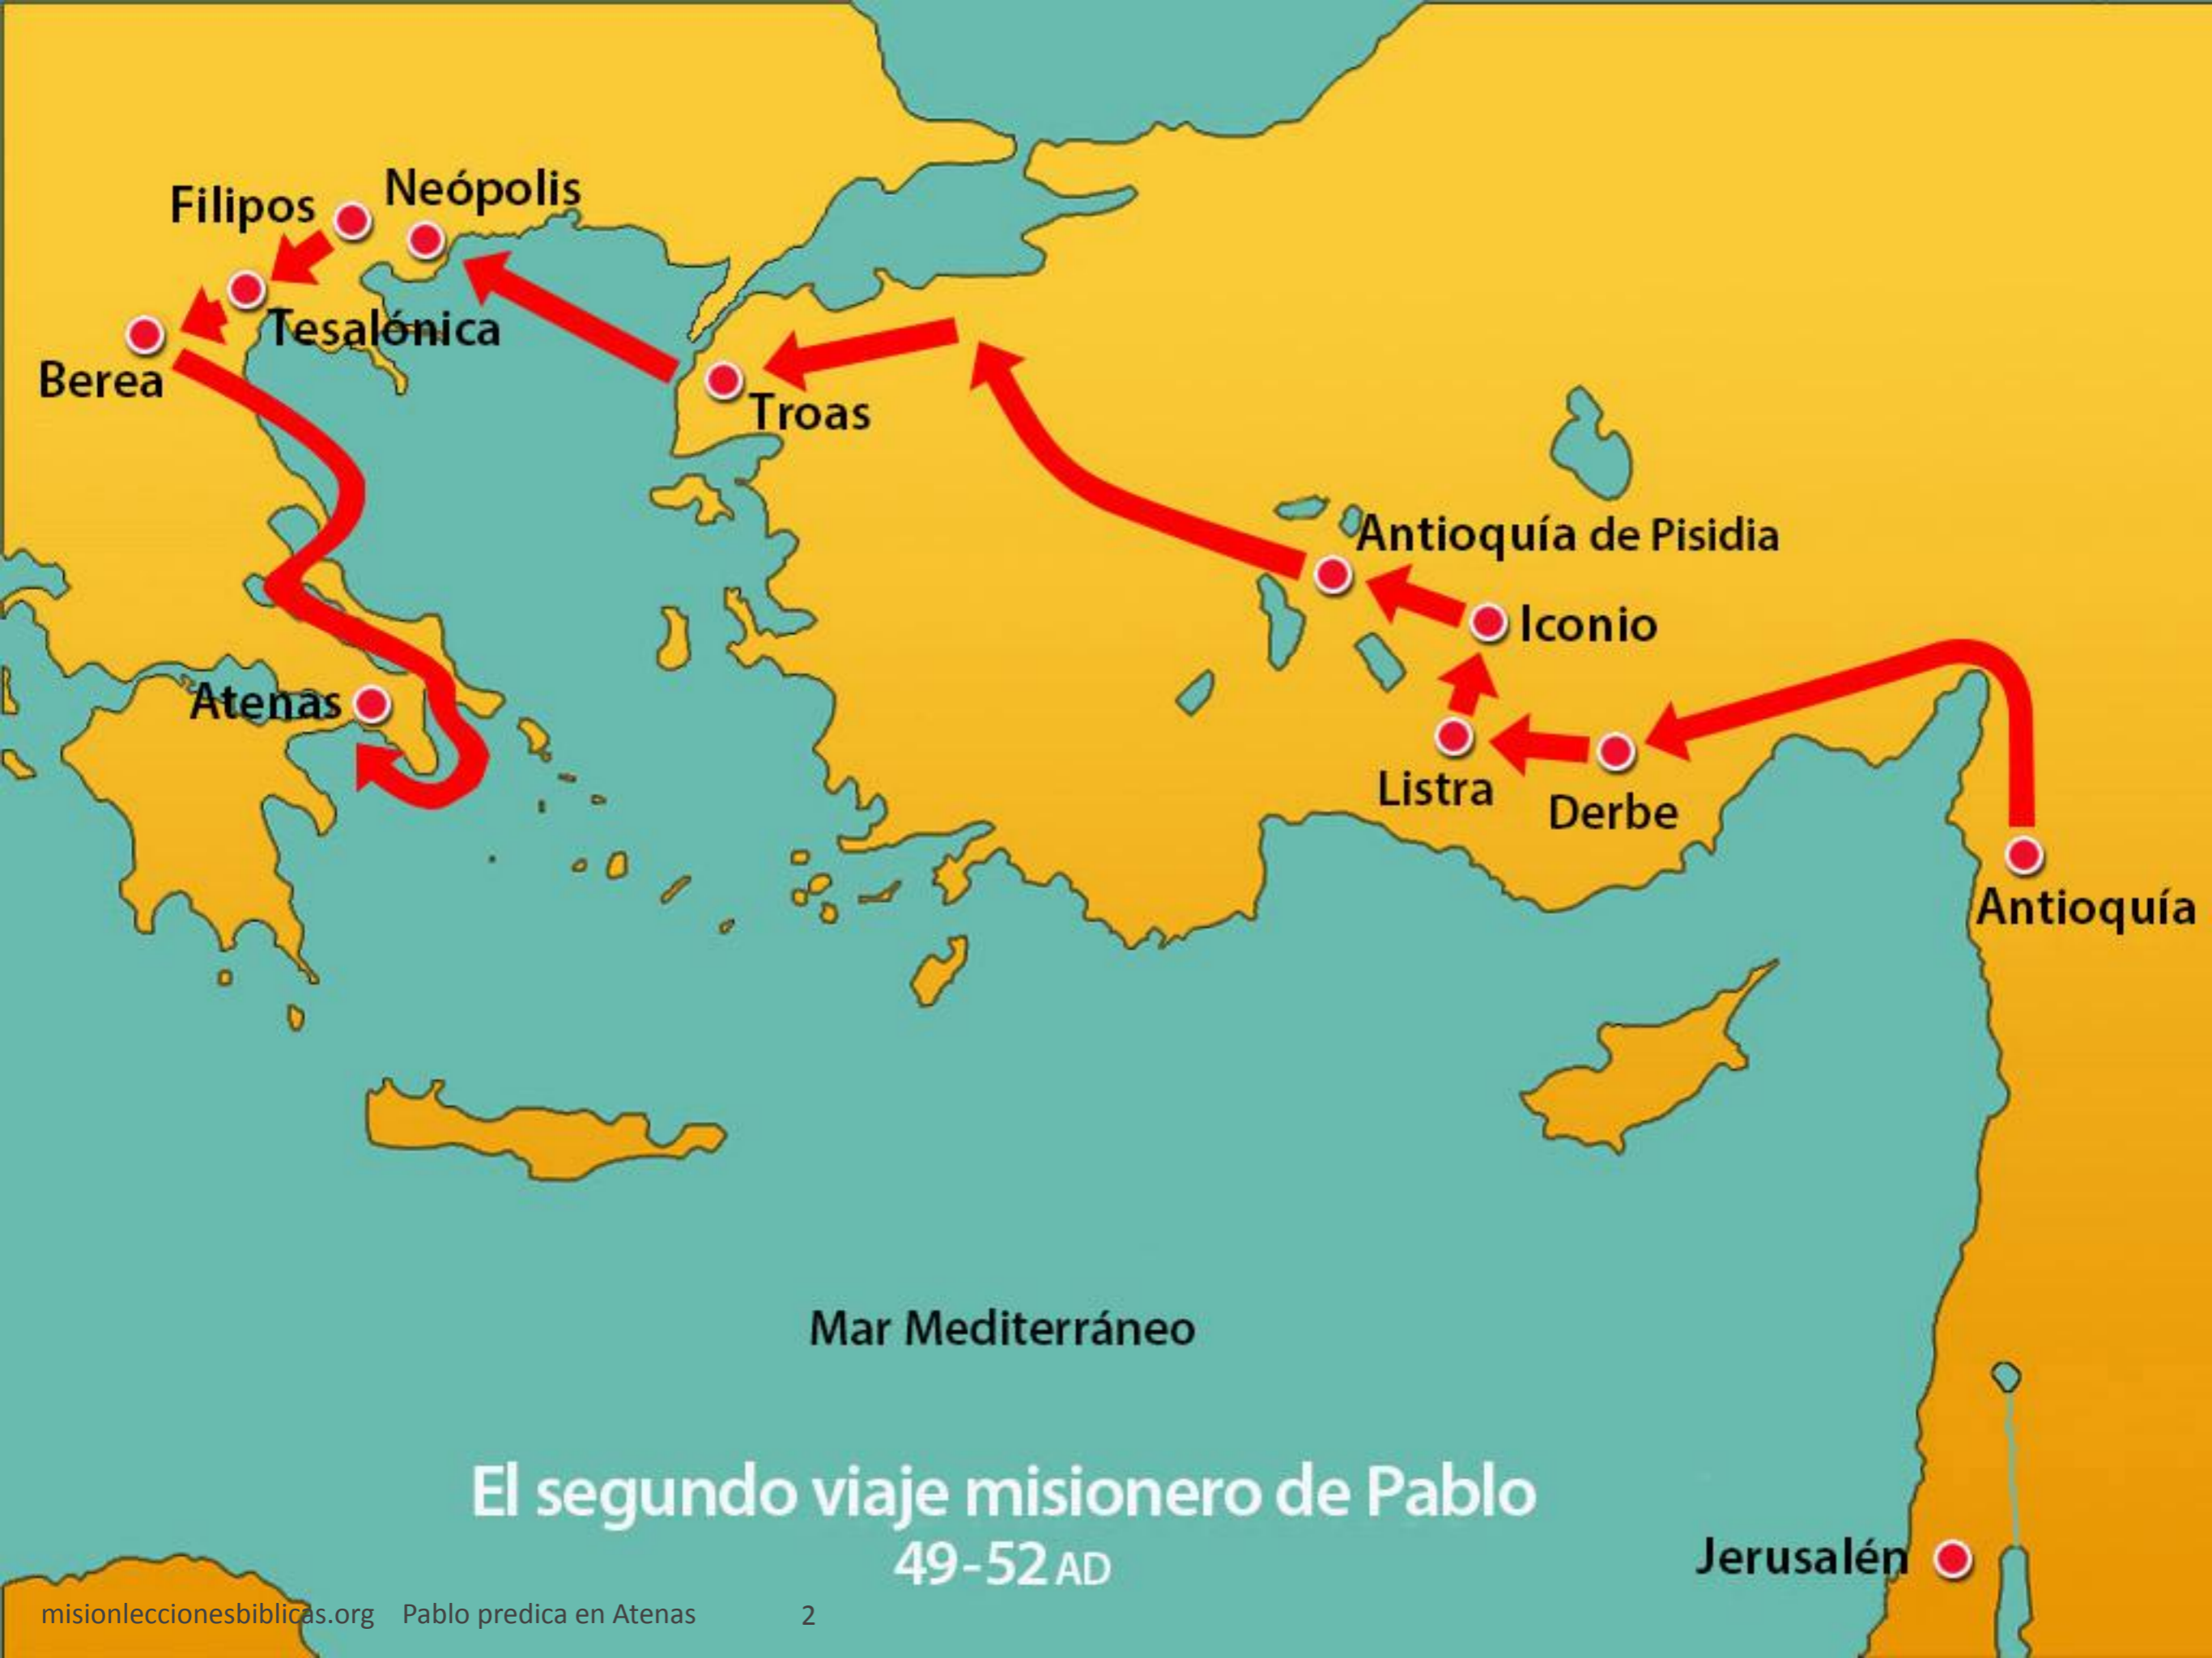 Neópolis
Filipos
Tesalónica
Berea
Troas
Antioquía de Pisidia
Iconio
Atenas
Listra
Derbe
Antioquía
Mar Mediterráneo
El segundo viaje misionero de Pablo
49-52 AD
Jerusalén
misionleccionesbiblicas.org Pablo predica en Atenas 2